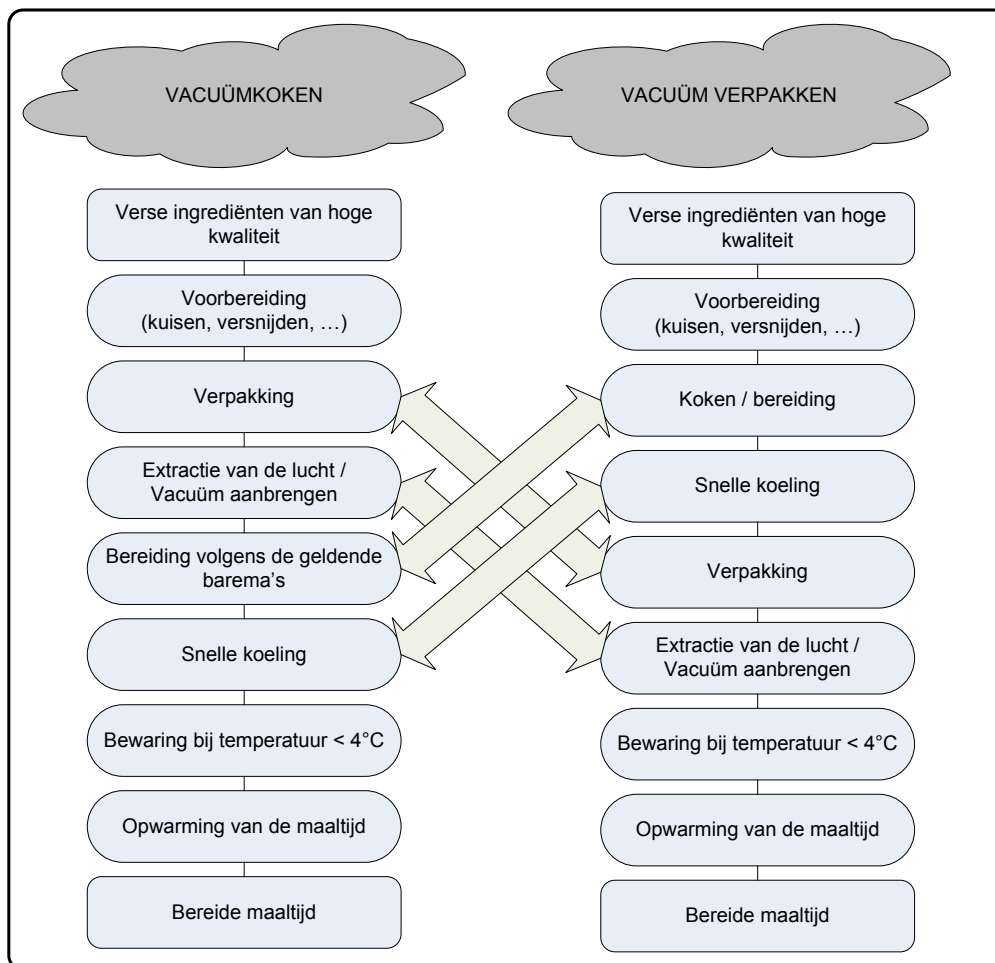 VACUÜMKOKEN
Verse ingrediënten van hoge
kwaliteit
Voorbereiding
(kuisen, versnijden, …)
Verpakking
Extractie van de lucht /
Vacuüm aanbrengen
Bereiding volgens de geldende
barema's
Snelle koeling
Bewaring bij temperatuur < 4°C
Opwarming van de maaltijd
Bereide maaltijd
VACUÜM VERPAKKEN
Verse ingrediënten van hoge
kwaliteit
Voorbereiding
(kuisen, versnijden, …)
Koken / bereiding
Snelle koeling
Verpakking
Extractie van de lucht /
Vacuüm aanbrengen
Bewaring bij temperatuur < 4°C
Opwarming van de maaltijd
Bereide maaltijd